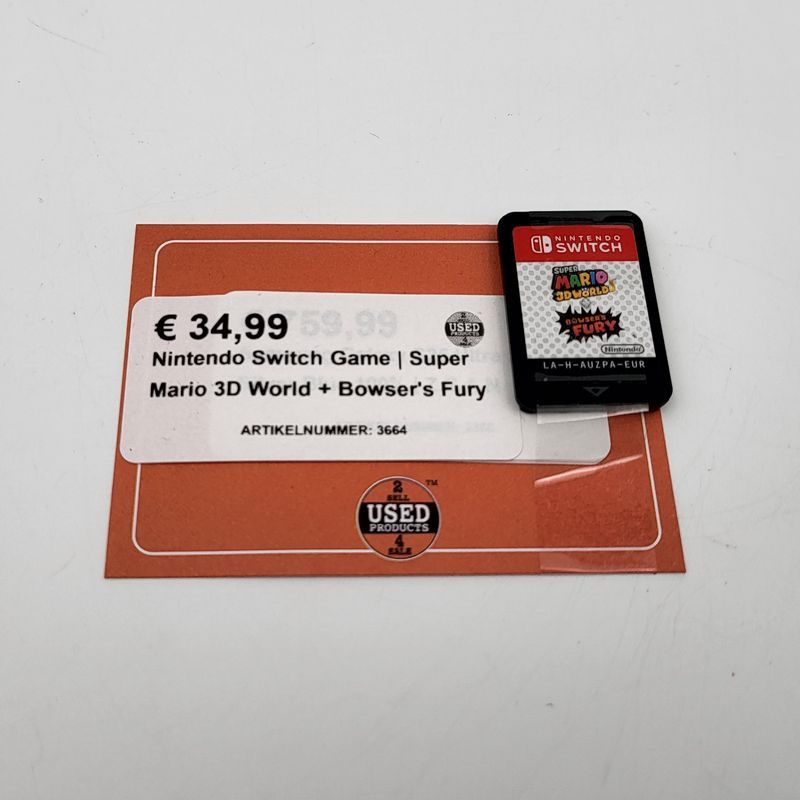 € 34,99
59,99
USED
PRODUCTS
Nintendo Switch Game | Super
Mario 3D World + Bowser's Fury
ARTIKELNUMMER: 3664
NINTENDO
SWITCH
SUPER
MARIO
3D WORLD
+
BOWSER'S
FURY
Nintendo
LA-H-AUZPA-EUR
2
SELL
USED
PRODUCTS
4
SALE
TM